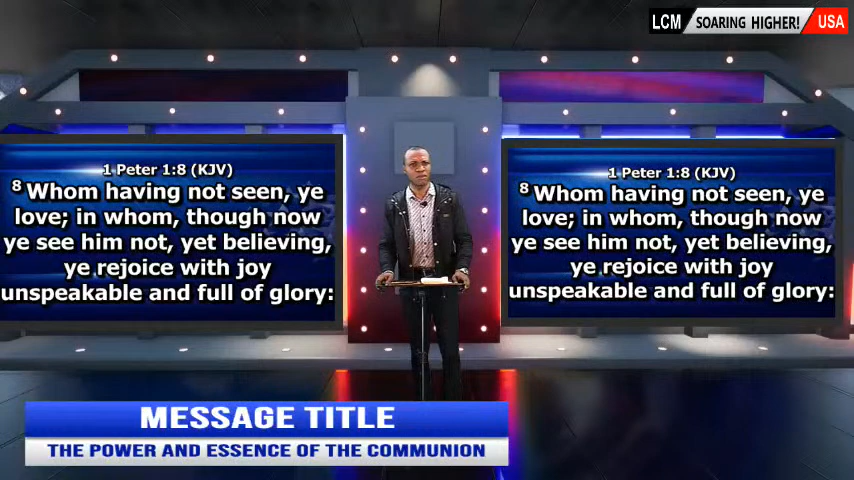 LCM SOARING HIGHER! USA
1 Peter 1:8 (KJV)
8 Whom having not seen, ye
love; in whom, though now
ye see him not, yet believing,
ye rejoice with joy
unspeakable and full of glory:
1 Peter 1:8 (KJV)
8 Whom having not seen, ye
love; in whom, though now
ye see him not, yet believing,
ye rejoice with joy
unspeakable and full of glory:
MESSAGE TITLE
THE POWER AND ESSENCE OF THE COMMUNION